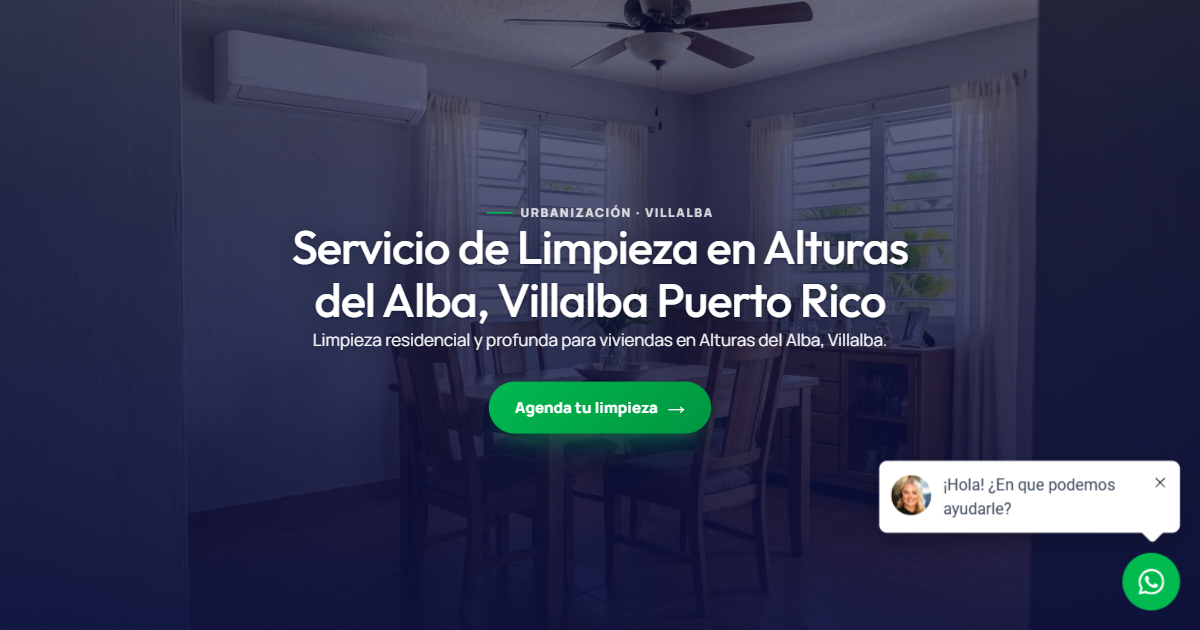 URBANIZACIÓN · VILLALBA
Servicio de Limpieza en Alturas
del Alba, Villalba Puerto Rico
Limpieza residencial y profunda para viviendas en Alturas del Alba, Villalba.
Agenda tu limpieza →
¡Hola! ¿En que podemos
ayudarle?